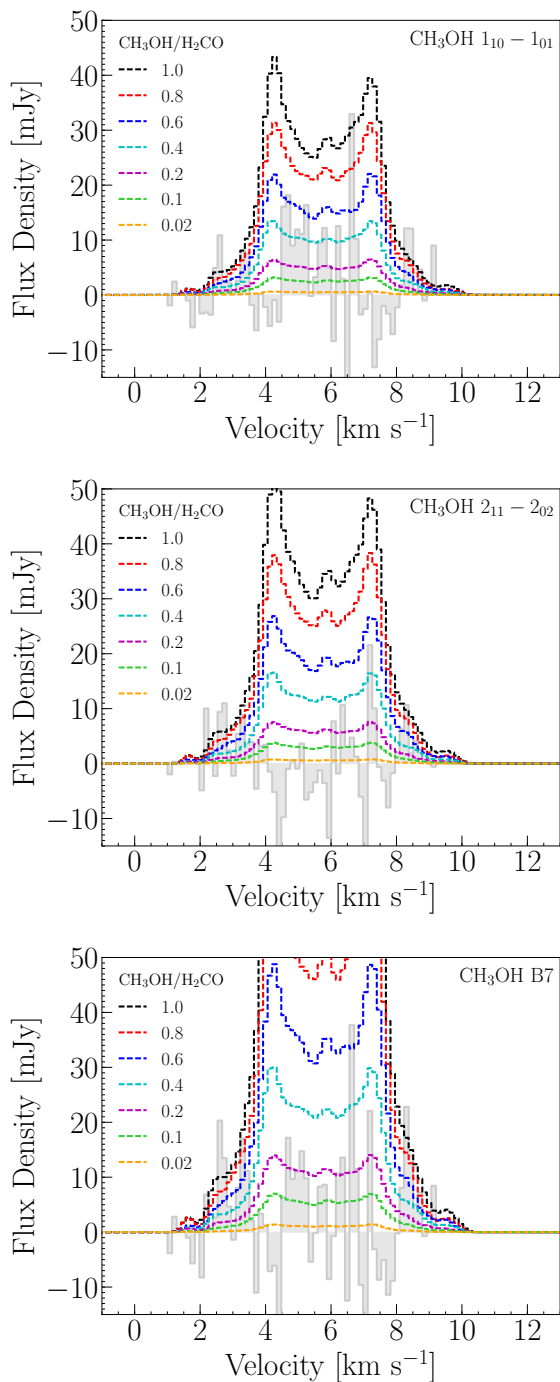 CH₃OH/H₂CO
CH₃OH 1₁₀ − 1₀₁
1.0
0.8
0.6
0.4
0.2
0.1
0.02
50
40
30
20
10
0
−10
Flux Density [mJy]
0 2 4 6 8 10 12
Velocity [km s⁻¹]
CH₃OH/H₂CO
CH₃OH 2₁₁ − 2₀₂
1.0
0.8
0.6
0.4
0.2
0.1
0.02
50
40
30
20
10
0
−10
Flux Density [mJy]
0 2 4 6 8 10 12
Velocity [km s⁻¹]
CH₃OH/H₂CO
CH₃OH B7
1.0
0.8
0.6
0.4
0.2
0.1
0.02
50
40
30
20
10
0
−10
Flux Density [mJy]
0 2 4 6 8 10 12
Velocity [km s⁻¹]